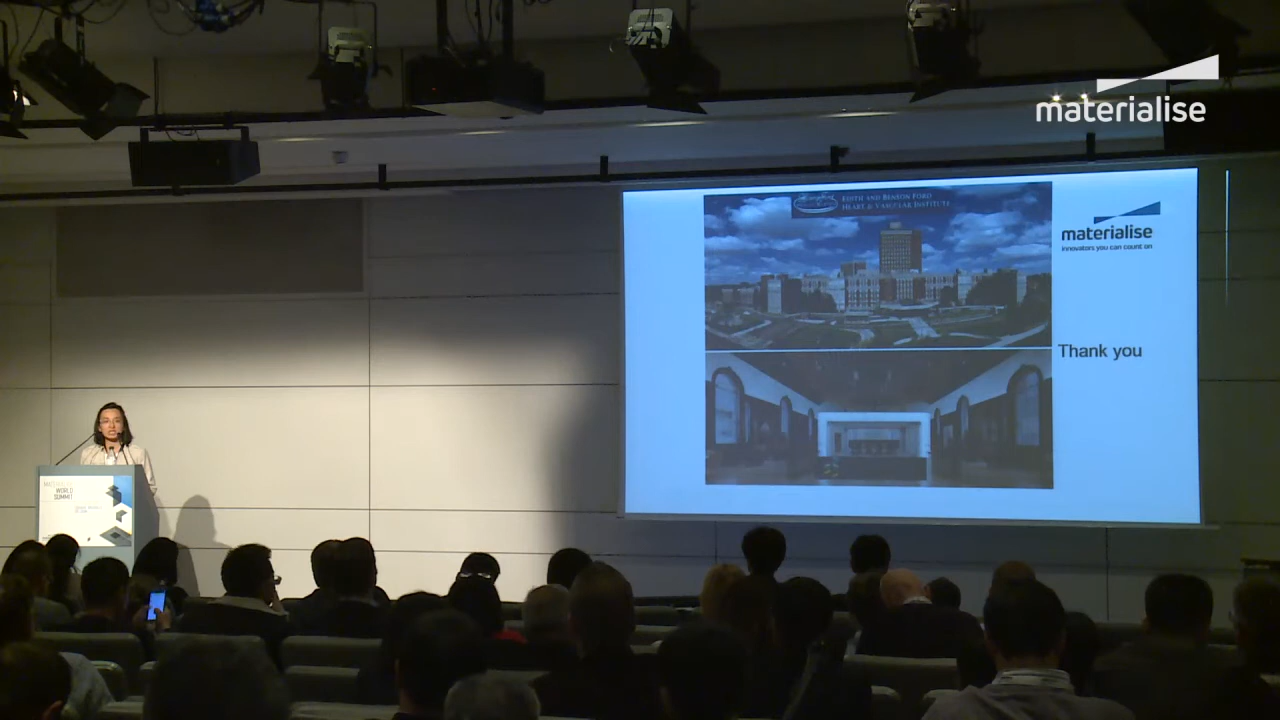 materialise
EDITH AND BENSON FORD
HEART & VASCULAR INSTITUTE
materialise
innovators you can count on
Thank you
WORLD
SUMMIT